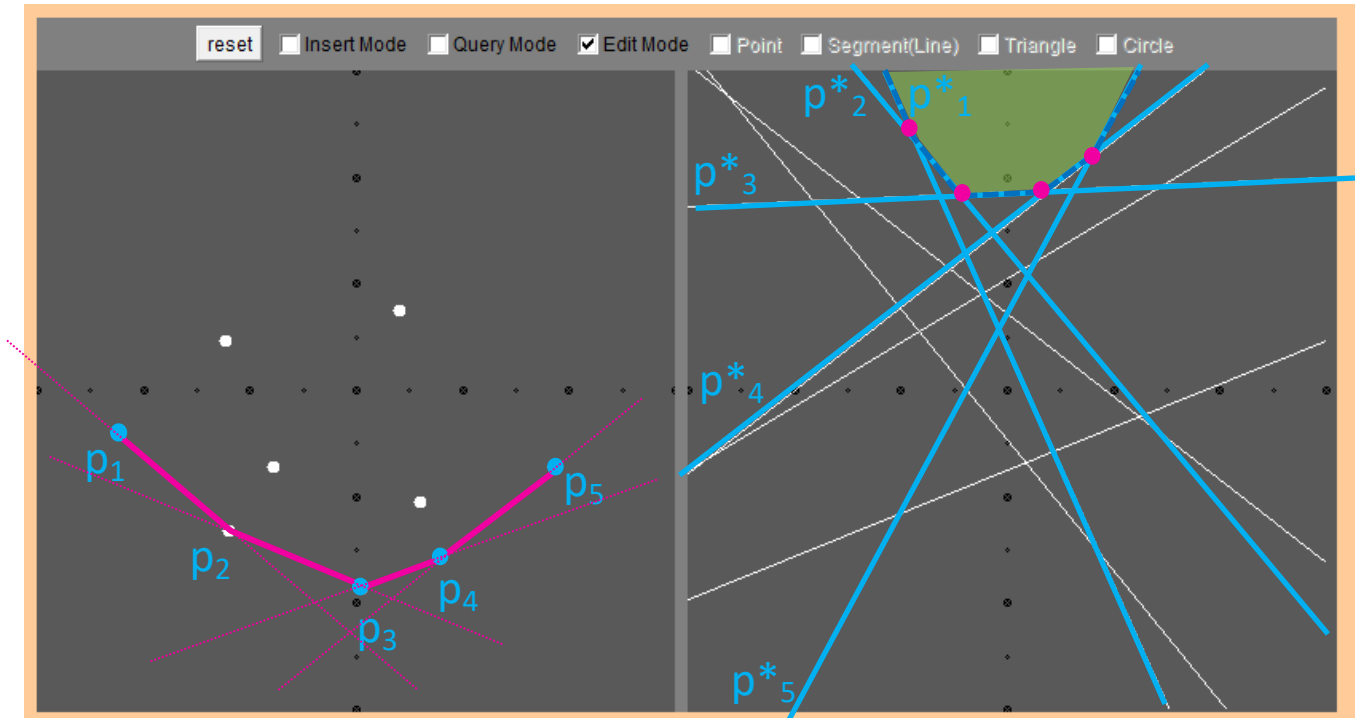 reset Insert Mode Query Mode Edit Mode Point Segment(Line) Triangle Circle
p*2 p*1
p*3
p*4
p1
p5
p2
p4
p3
p*5